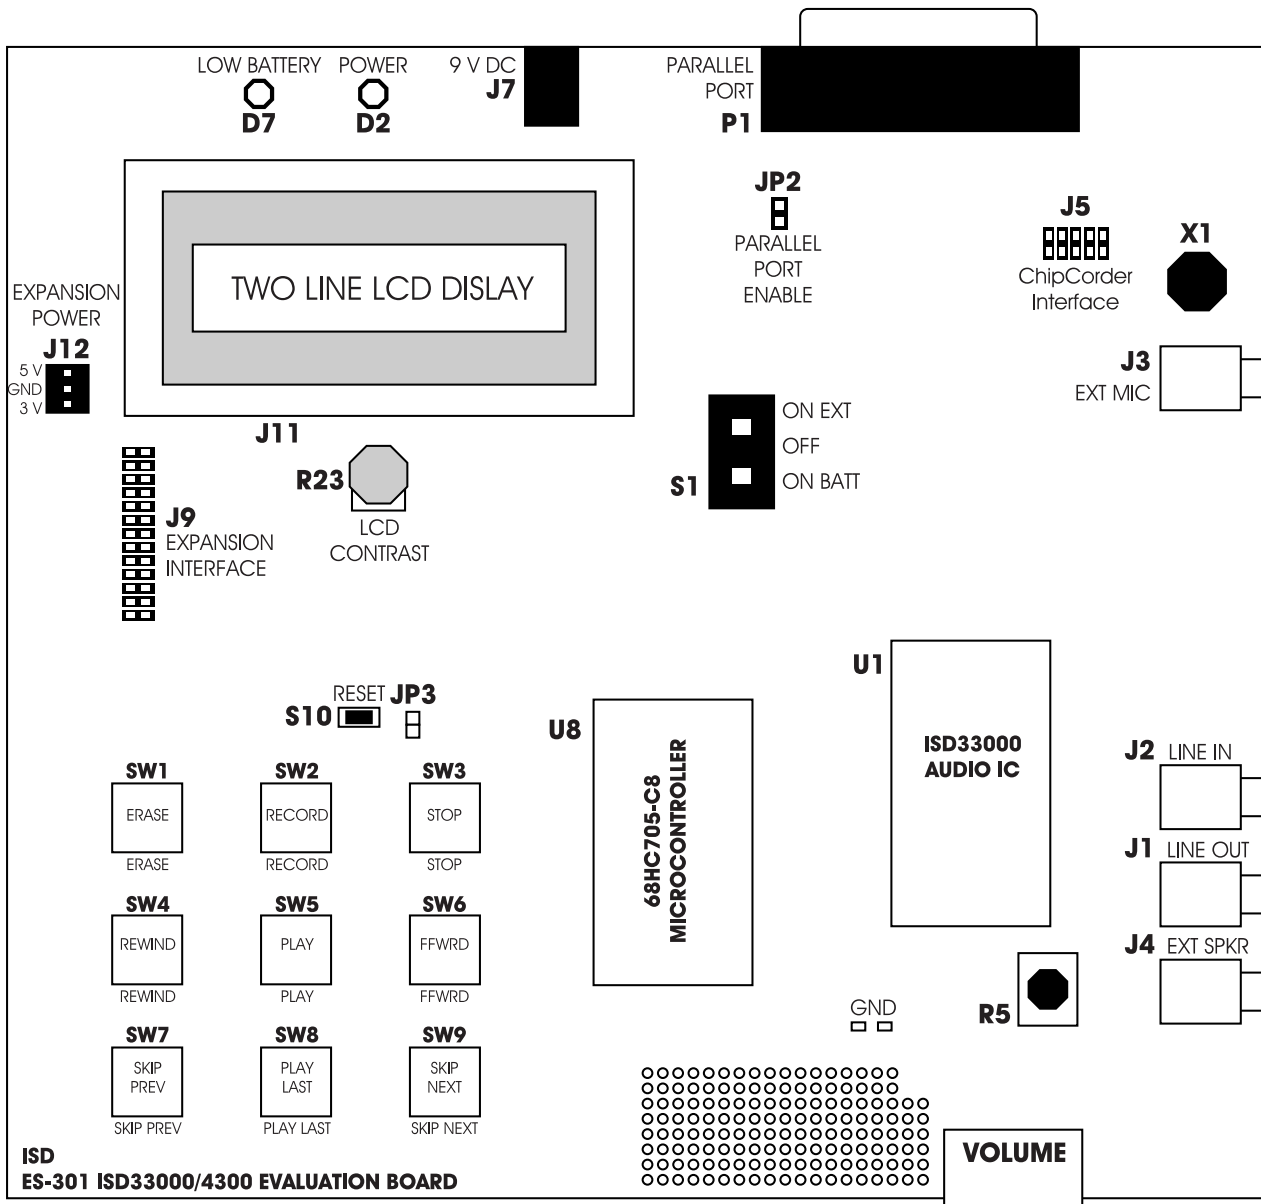 LOW BATTERY
D7
POWER
D2
9 V DC
J7
PARALLEL
PORT
P1
JP2
PARALLEL
PORT
ENABLE
J5
ChipCorder
Interface
X1
TWO LINE LCD DISLAY
EXPANSION
POWER
J12
5 V
GND
3 V
J3
EXT MIC
J11
R23
LCD
CONTRAST
S1
ON EXT
OFF
ON BATT
J9
EXPANSION
INTERFACE
RESET
S10
JP3
U8
68HC705-C8
MICROCONTROLLER
U1
ISD33000
AUDIO IC
J2 LINE IN
J1 LINE OUT
J4 EXT SPKR
SW1
ERASE
ERASE
SW2
RECORD
RECORD
SW3
STOP
STOP
SW4
REWIND
REWIND
SW5
PLAY
PLAY
SW6
FFWRD
FFWRD
SW7
SKIP
PREV
SKIP PREV
SW8
PLAY
LAST
PLAY LAST
SW9
SKIP
NEXT
SKIP NEXT
GND
R5
VOLUME
ISD
ES-301 ISD33000/4300 EVALUATION BOARD